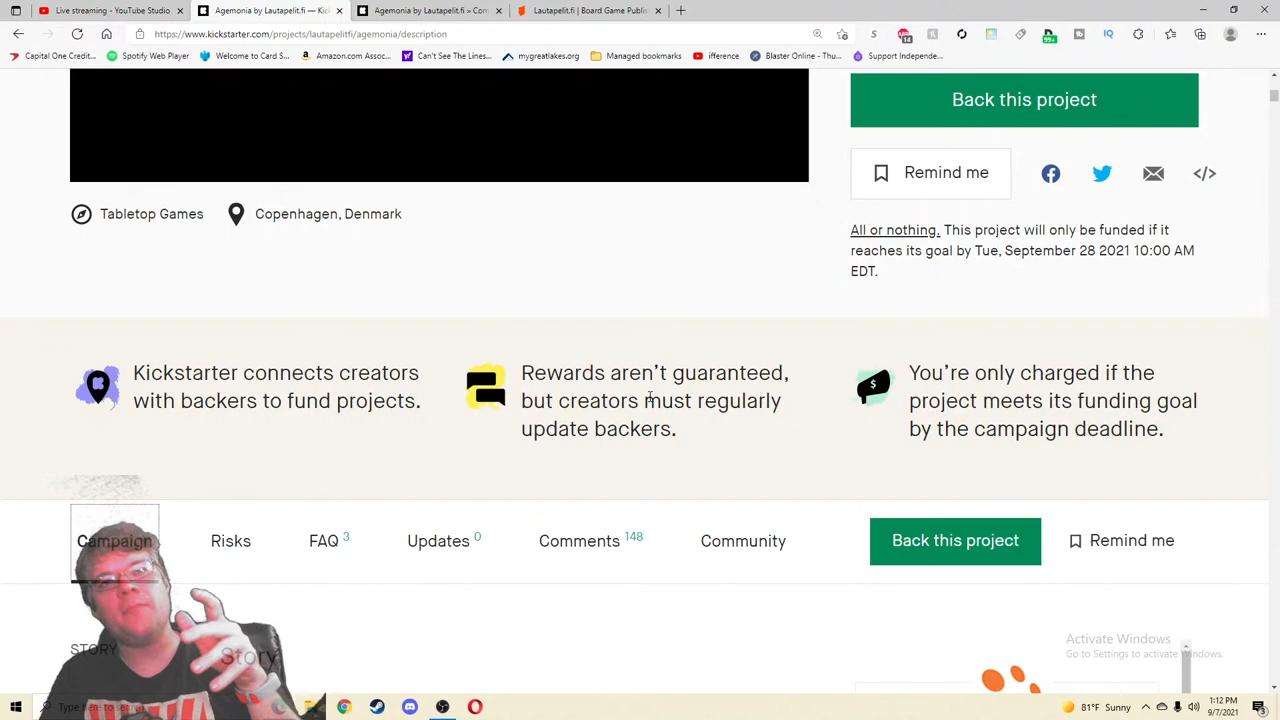 Live streaming - YouTube Studio
Agemonia by Lautapelit.fi — Kick
Agemonia by Lautapelit.fi » Com
Lautapelit.fi | Board Game Publis
https://www.kickstarter.com/projects/lautapelitfi/agemonia/description
Capital One Credit...
Spotify Web Player
Welcome to Card S...
Amazon.com Assoc...
Can't See The Lines...
mygreatlakes.org
Managed bookmarks
ifference
Blaster Online - Thu...
Support Independe...
Back this project
Remind me
Tabletop Games
Copenhagen, Denmark
All or nothing. This project will only be funded if it
reaches its goal by Tue, September 28 2021 10:00 AM
EDT.
Kickstarter connects creators
with backers to fund projects.
Rewards aren't guaranteed,
but creators must regularly
update backers.
You're only charged if the
project meets its funding goal
by the campaign deadline.
Campaign
Risks
FAQ 3
Updates 0
Comments 148
Community
Back this project
Remind me
STORY
Story
Activate Windows
Go to Settings to activate Windows.
Type here to search
81°F Sunny
1:12 PM
9/7/2021